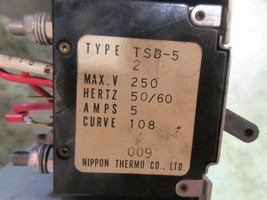 TYPE TSB-5
2
MAX.V 250
HERTZ 50/60
AMPS 5
CURVE 108
009
NIPPON THERMO CO., LTD.